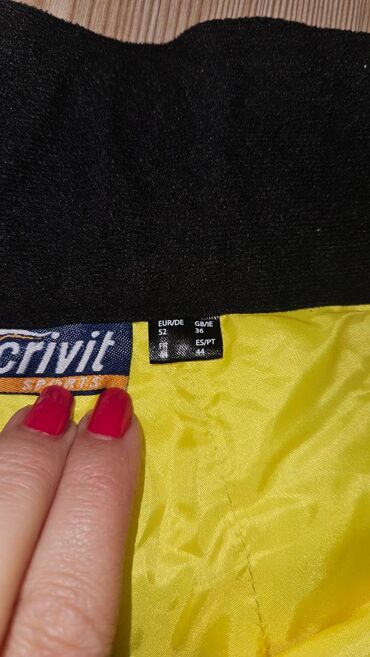 crivit
SPORTS
EUR/DE GB/IE
52 36
FR ES/PT
44